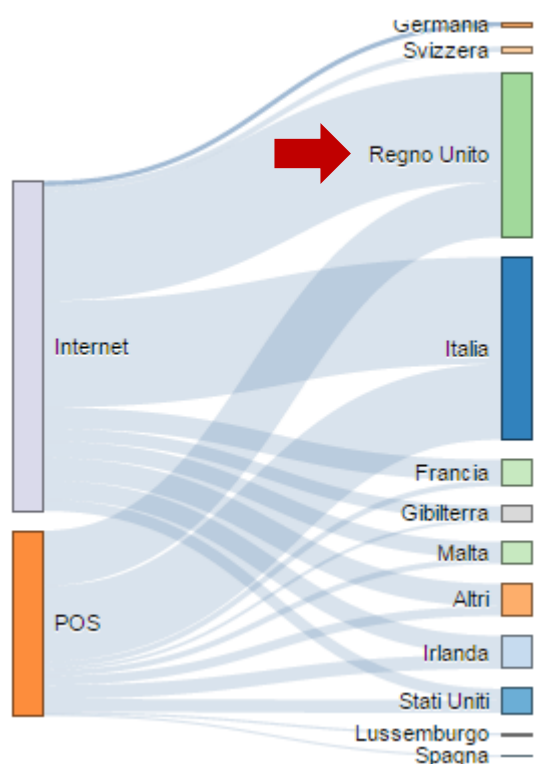 Germania
Svizzera
Regno Unito
Internet
Italia
Francia
Gibilterra
Malta
Altri
POS
Irlanda
Stati Uniti
Lussemburgo
Spagna